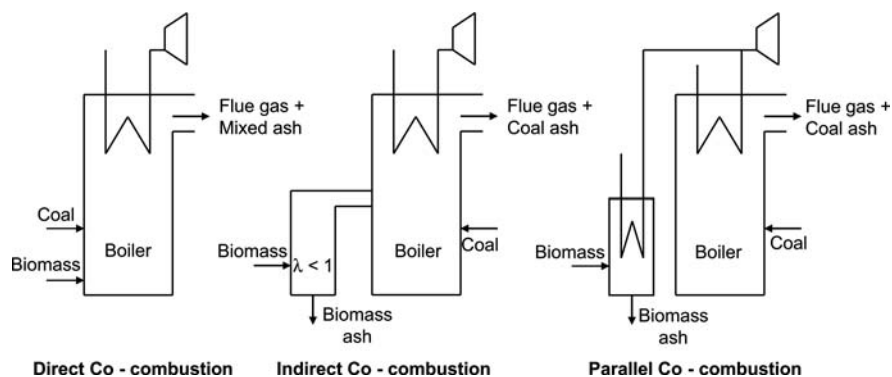 Flue gas +
Mixed ash
Coal
Biomass
Boiler
Direct Co - combustion
Flue gas +
Coal ash
Biomass
λ < 1
Boiler
Coal
Biomass
ash
Indirect Co - combustion
Flue gas +
Coal ash
Biomass
Boiler
Coal
Biomass
ash
Parallel Co - combustion